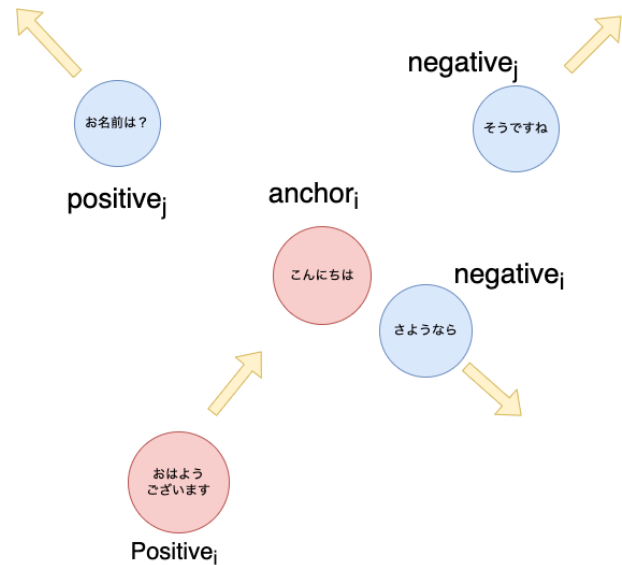 negativeⱼ
お名前は？
そうですね
positiveⱼ
anchorᵢ
こんにちは
negativeᵢ
さようなら
おはよう
ございます
Positiveᵢ